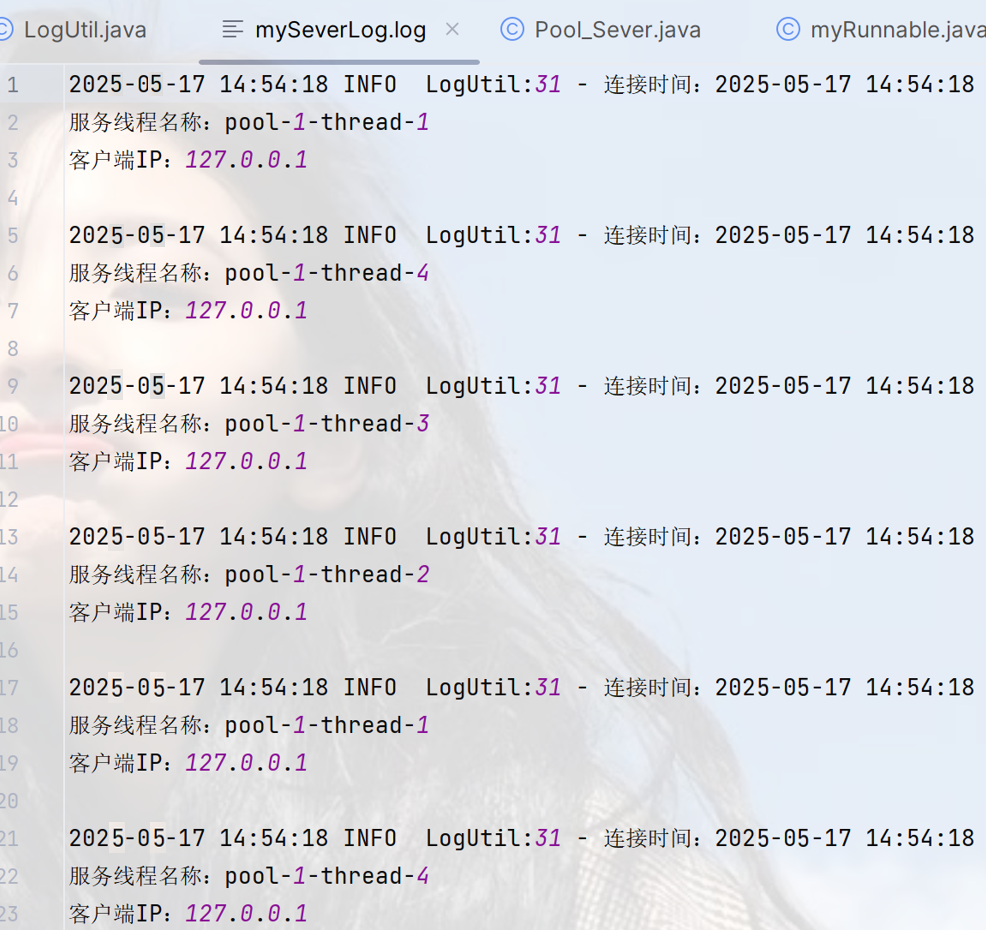 LogUtil.java mySeverLog.log Pool_Sever.java myRunnable.java
1 2025-05-17 14:54:18 INFO  LogUtil:31 - 连接时间：2025-05-17 14:54:18
2 服务线程名称：pool-1-thread-1
3 客户端IP：127.0.0.1
4
5 2025-05-17 14:54:18 INFO  LogUtil:31 - 连接时间：2025-05-17 14:54:18
6 服务线程名称：pool-1-thread-4
7 客户端IP：127.0.0.1
8
9 2025-05-17 14:54:18 INFO  LogUtil:31 - 连接时间：2025-05-17 14:54:18
10 服务线程名称：pool-1-thread-3
11 客户端IP：127.0.0.1
12
13 2025-05-17 14:54:18 INFO  LogUtil:31 - 连接时间：2025-05-17 14:54:18
14 服务线程名称：pool-1-thread-2
15 客户端IP：127.0.0.1
16
17 2025-05-17 14:54:18 INFO  LogUtil:31 - 连接时间：2025-05-17 14:54:18
18 服务线程名称：pool-1-thread-1
19 客户端IP：127.0.0.1
20
21 2025-05-17 14:54:18 INFO  LogUtil:31 - 连接时间：2025-05-17 14:54:18
22 服务线程名称：pool-1-thread-4
23 客户端IP：127.0.0.1